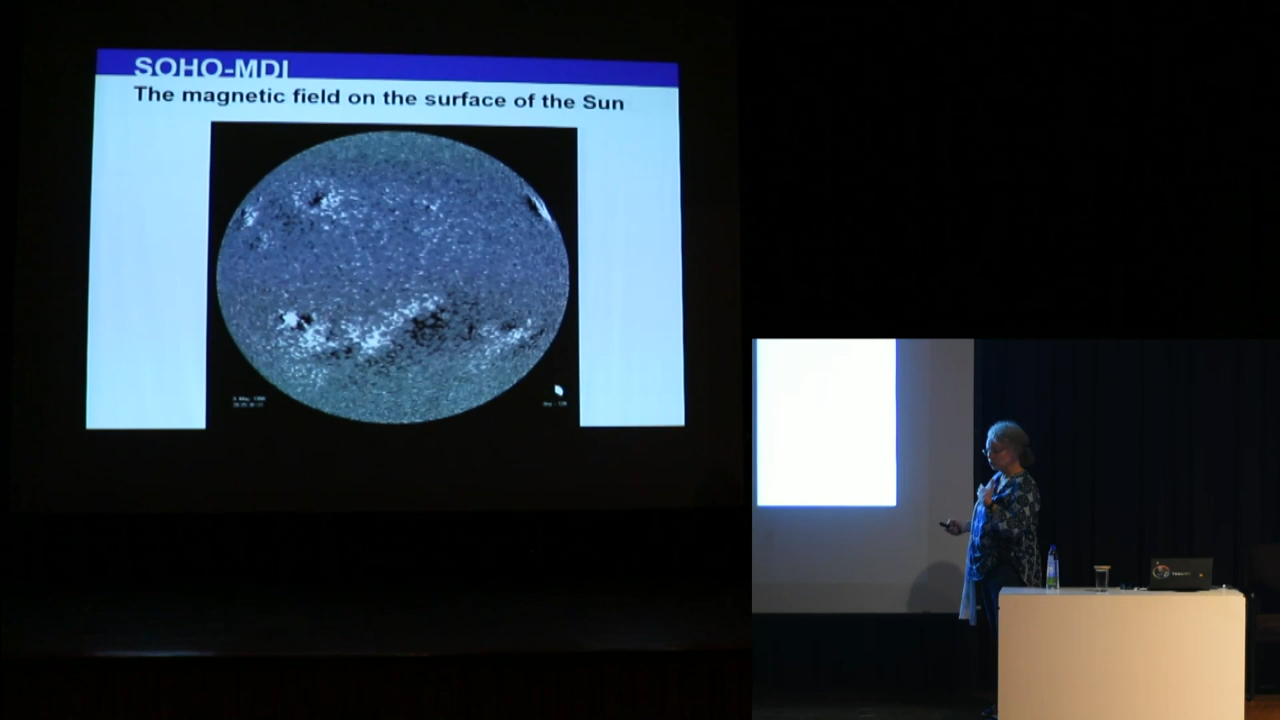 SOHO-MDI
The magnetic field on the surface of the Sun